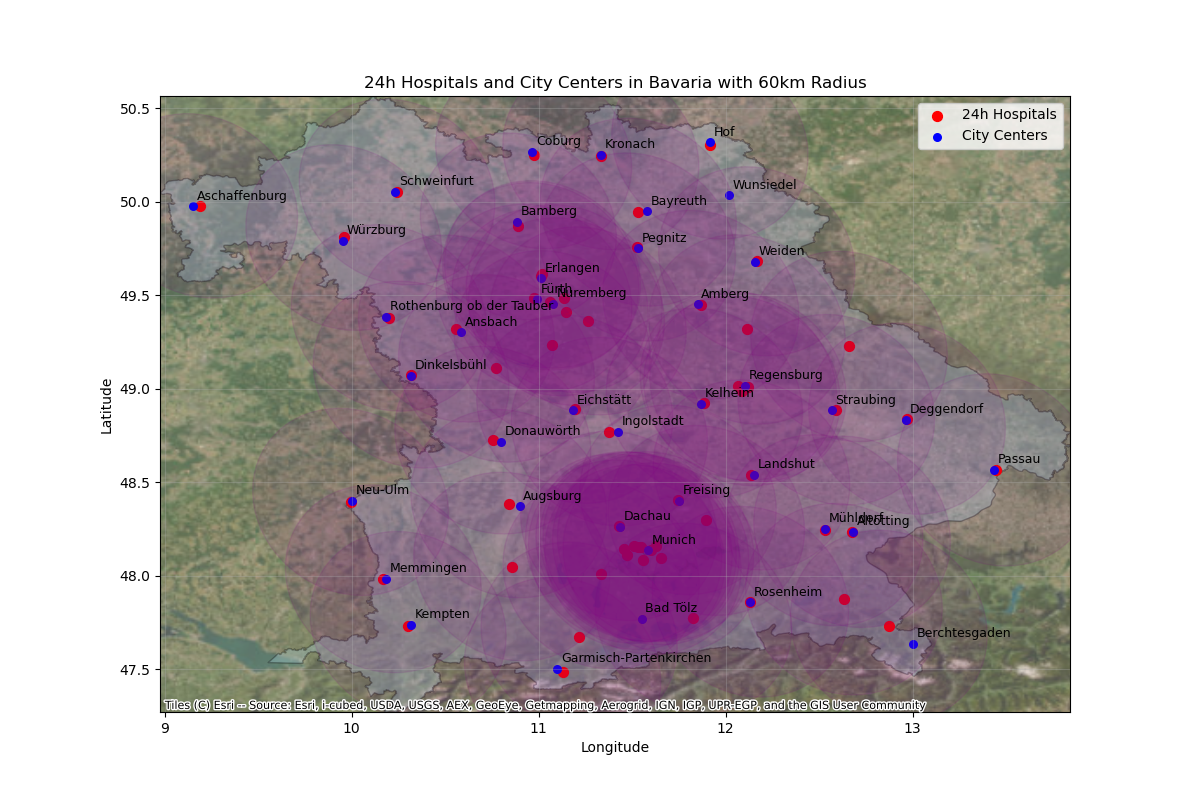 24h Hospitals and City Centers in Bavaria with 60km Radius
24h Hospitals
City Centers
50.5
50.0
49.5
49.0
48.5
48.0
47.5
Latitude
Hof
Coburg
Kronach
Schweinfurt
Wunsiedel
Aschaffenburg
Bayreuth
Bamberg
Würzburg
Pegnitz
Weiden
Erlangen
Fürth
Nuremberg
Amberg
Rothenburg ob der Tauber
Ansbach
Dinkelsbühl
Regensburg
Kelheim
Eichstätt
Straubing
Deggendorf
Ingolstadt
Donauwörth
Landshut
Passau
Neu-Ulm
Augsburg
Freising
Dachau
Mühldorf
Altötting
Munich
Memmingen
Rosenheim
Kempten
Bad Tölz
Berchtesgaden
Garmisch-Partenkirchen
Tiles (C) Esri -- Source: Esri, i-cubed, USDA, USGS, AEX, GeoEye, Getmapping, Aerogrid, IGN, IGP, UPR-EGP, and the GIS User Community
9 10 11 12 13
Longitude